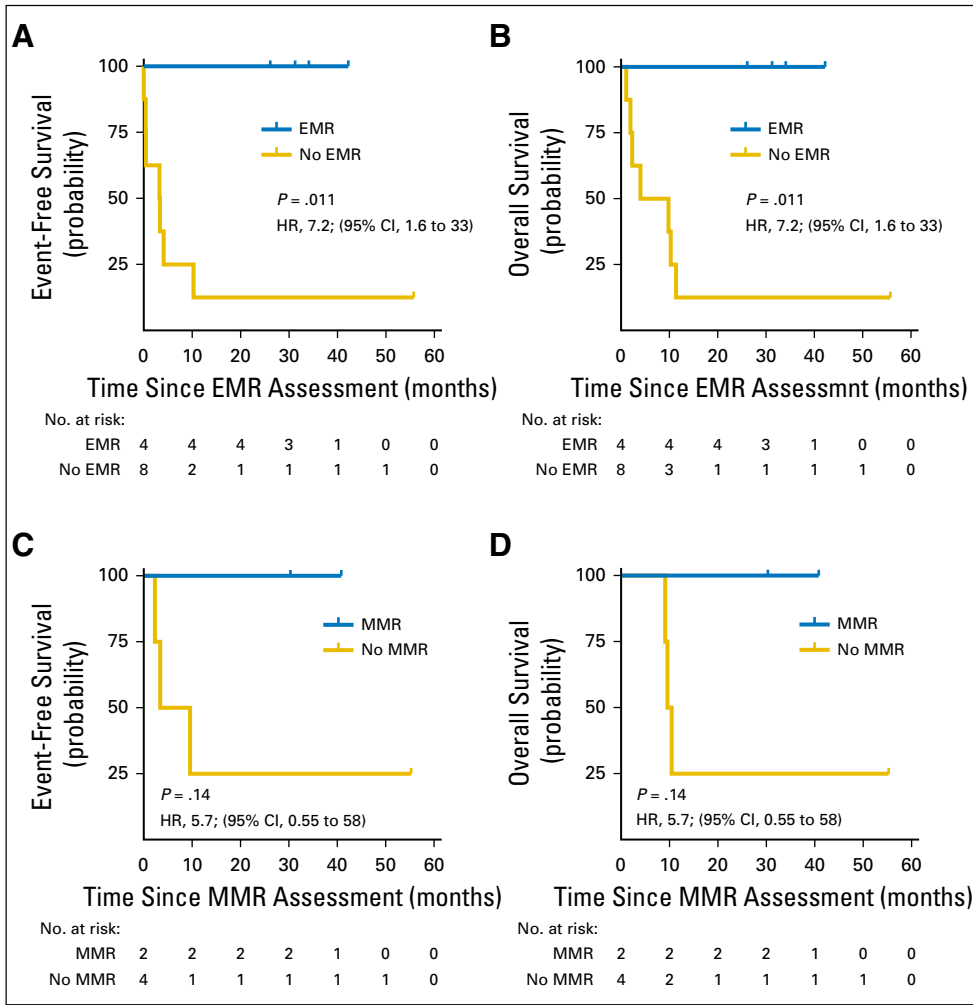 A
Event-Free Survival
(probability)
100
75
50
25
EMR
No EMR
P = .011
HR, 7.2; (95% CI, 1.6 to 33)
0 10 20 30 40 50 60
Time Since EMR Assessment (months)
No. at risk:
EMR 4 4 4 3 1 0 0
No EMR 8 2 1 1 1 1 0
B
Overall Survival
(probability)
100
75
50
25
EMR
No EMR
P = .011
HR, 7.2; (95% CI, 1.6 to 33)
0 10 20 30 40 50 60
Time Since EMR Assessmnt (months)
No. at risk:
EMR 4 4 4 3 1 0 0
No EMR 8 3 1 1 1 1 0
C
Event-Free Survival
(probability)
100
75
50
25
MMR
No MMR
P = .14
HR, 5.7; (95% CI, 0.55 to 58)
0 10 20 30 40 50 60
Time Since MMR Assessment (months)
No. at risk:
MMR 2 2 2 2 1 0 0
No MMR 4 1 1 1 1 1 0
D
Overall Survival
(probability)
100
75
50
25
MMR
No MMR
P = .14
HR, 5.7; (95% CI, 0.55 to 58)
0 10 20 30 40 50 60
Time Since MMR Assessment (months)
No. at risk:
MMR 2 2 2 2 1 0 0
No MMR 4 2 1 1 1 1 0